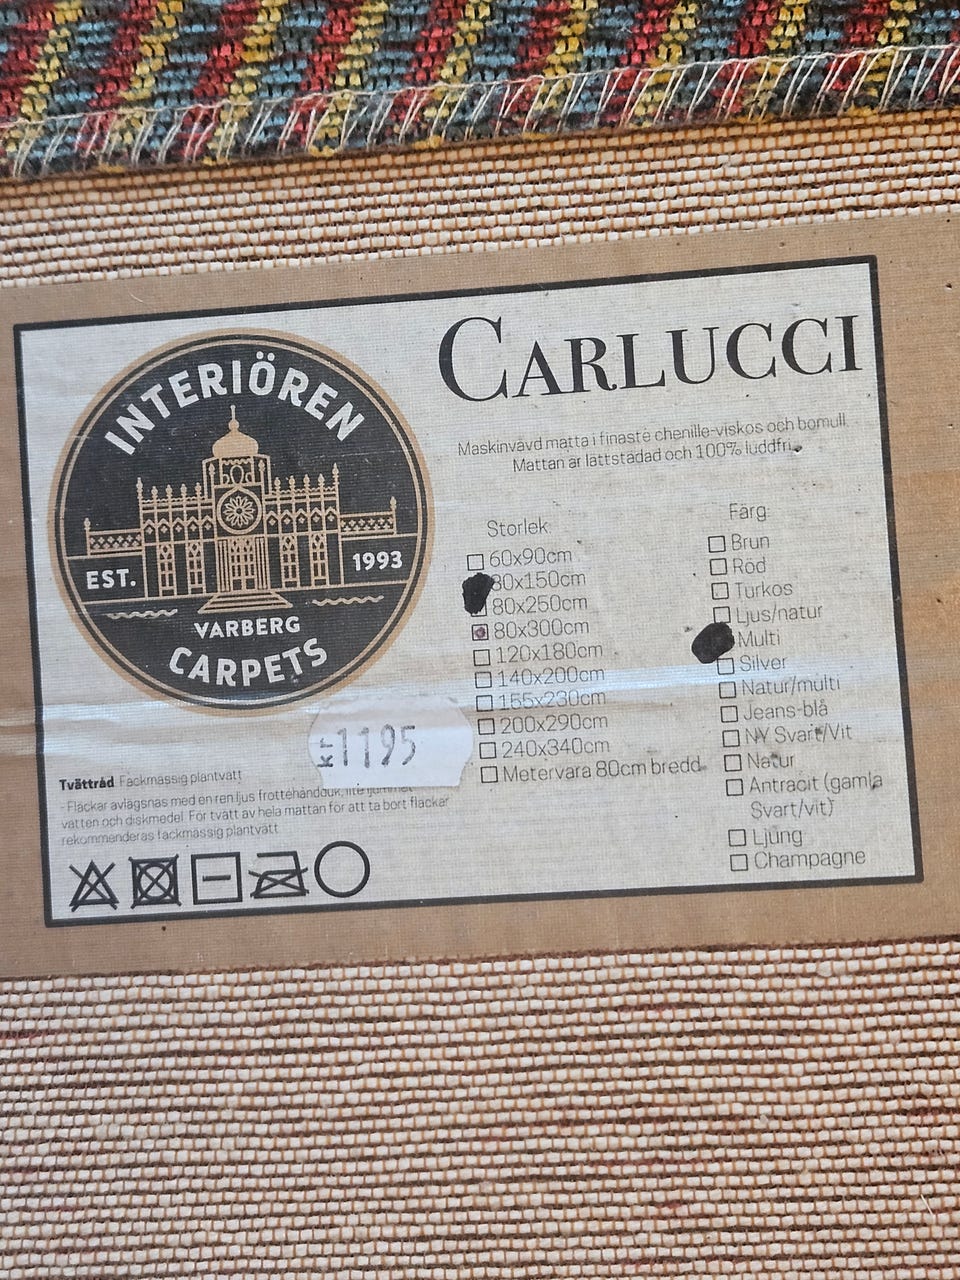 INTERIÖREN
EST. 1993
VARBERG
CARPETS
CARLUCCI
Maskinvävd matta i finaste chenille-viskos och bomull.
Mattan är lättstädad och 100% luddfri.
Storlek:
60x90cm
80x150cm
80x250cm
80x300cm
120x180cm
140x200cm
155x230cm
200x290cm
240x340cm
Metervara 80cm bredd
Färg:
Brun
Röd
Turkos
Ljus/natur
Multi
Silver
Natur/multi
Jeans-blå
NY Svart/Vit
Natur
Antracit (gamla
Svart/vit)
Ljung
Champagne
kr 1195
Tvättråd Fackmässig plantvätt
- Fläckar avlägsnas med en ren ljus frottéhandduk, lite ljummet
vatten och diskmedel. För tvätt av hela mattan för att ta bort fläckar
rekommenderas fackmässig plantvätt